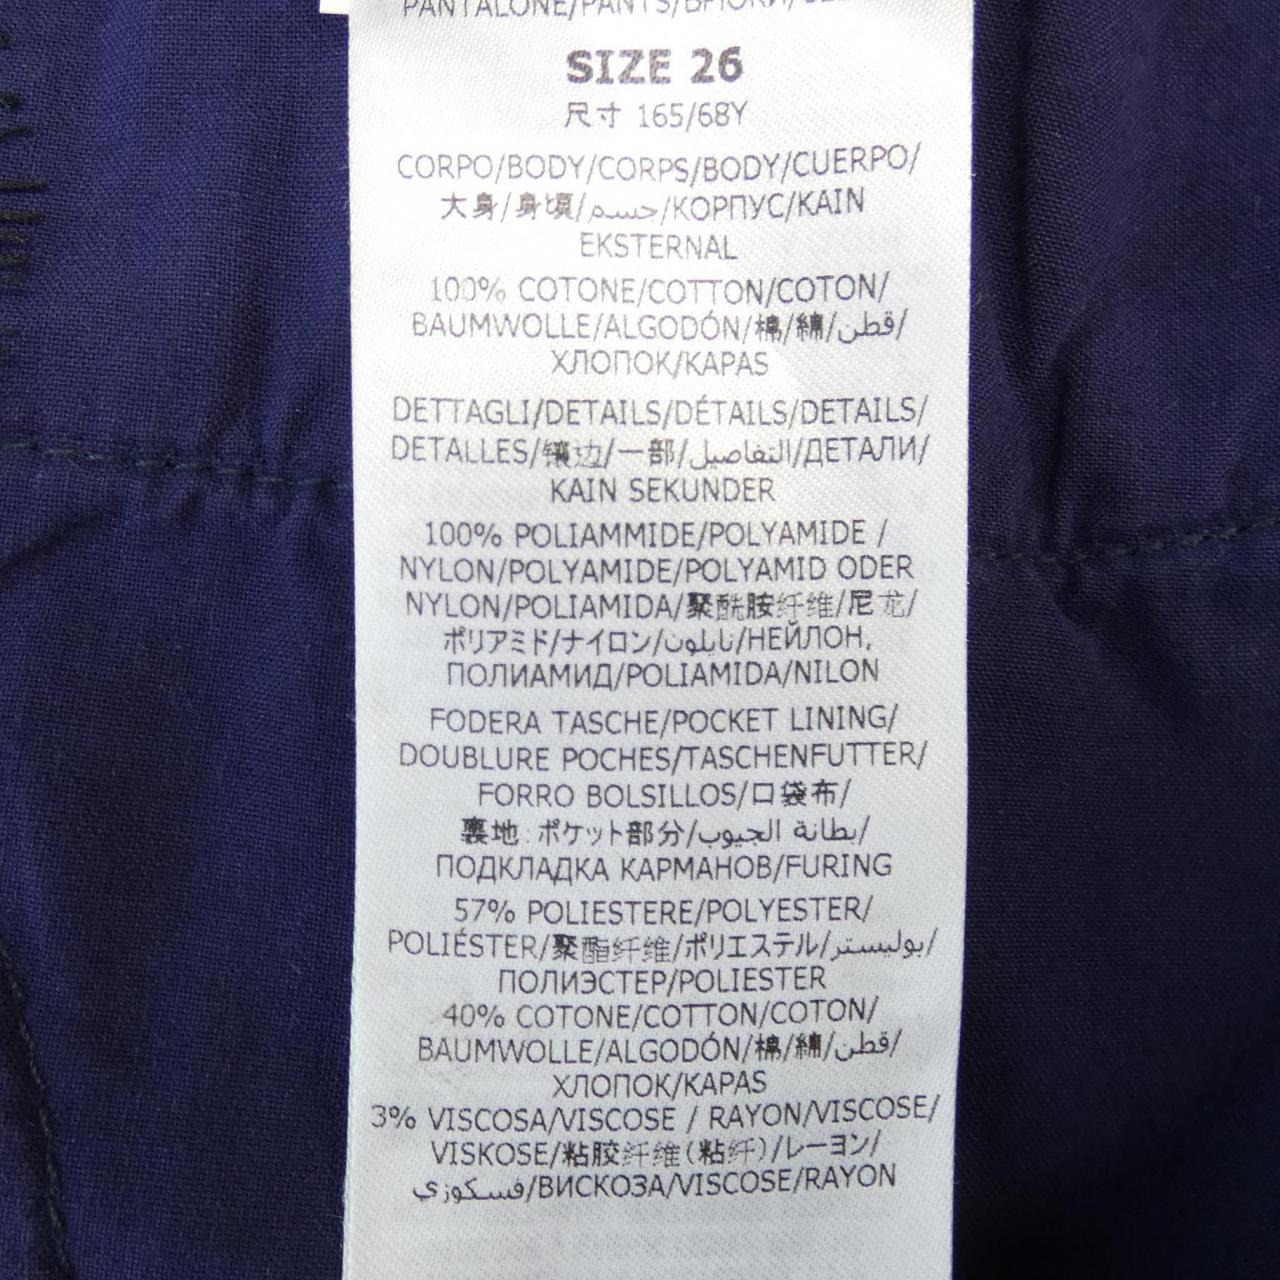 PANTALONE/PANTS/БРЮКИ/
SIZE 26
尺寸 165/68Y
CORPO/BODY/CORPS/BODY/CUERPO/
大身/身頃/جسم/КОРПУС/KAIN
EKSTERNAL
100% COTONE/COTTON/COTON/
BAUMWOLLE/ALGODÓN/棉/綿/قطن/
ХЛОПОК/KAPAS
DETTAGLI/DETAILS/DÉTAILS/DETAILS/
DETALLES/镶边/一部/التفاصيل/ДЕТАЛИ/
KAIN SEKUNDER
100% POLIAMMIDE/POLYAMIDE /
NYLON/POLYAMIDE/POLYAMID ODER
NYLON/POLIAMIDA/聚酰胺纤维/尼龙/
ポリアミド/ナイロン/نايلون/НЕЙЛОН,
ПОЛИАМИД/POLIAMIDA/NILON
FODERA TASCHE/POCKET LINING/
DOUBLURE POCHES/TASCHENFUTTER/
FORRO BOLSILLOS/口袋布/
裏地:ポケット部分/بطانة الجيوب/
ПОДКЛАДКА КАРМАНОВ/FURING
57% POLIESTERE/POLYESTER/
POLIÉSTER/聚酯纤维/ポリエステル/بوليستر/
ПОЛИЭСТЕР/POLIESTER
40% COTONE/COTTON/COTON/
BAUMWOLLE/ALGODÓN/棉/綿/قطن/
ХЛОПОК/KAPAS
3% VISCOSA/VISCOSE / RAYON/VISCOSE/
VISKOSE/粘胶纤维(粘纤)/レーヨン/
فسكوزي/ВИСКОЗА/VISCOSE/RAYON